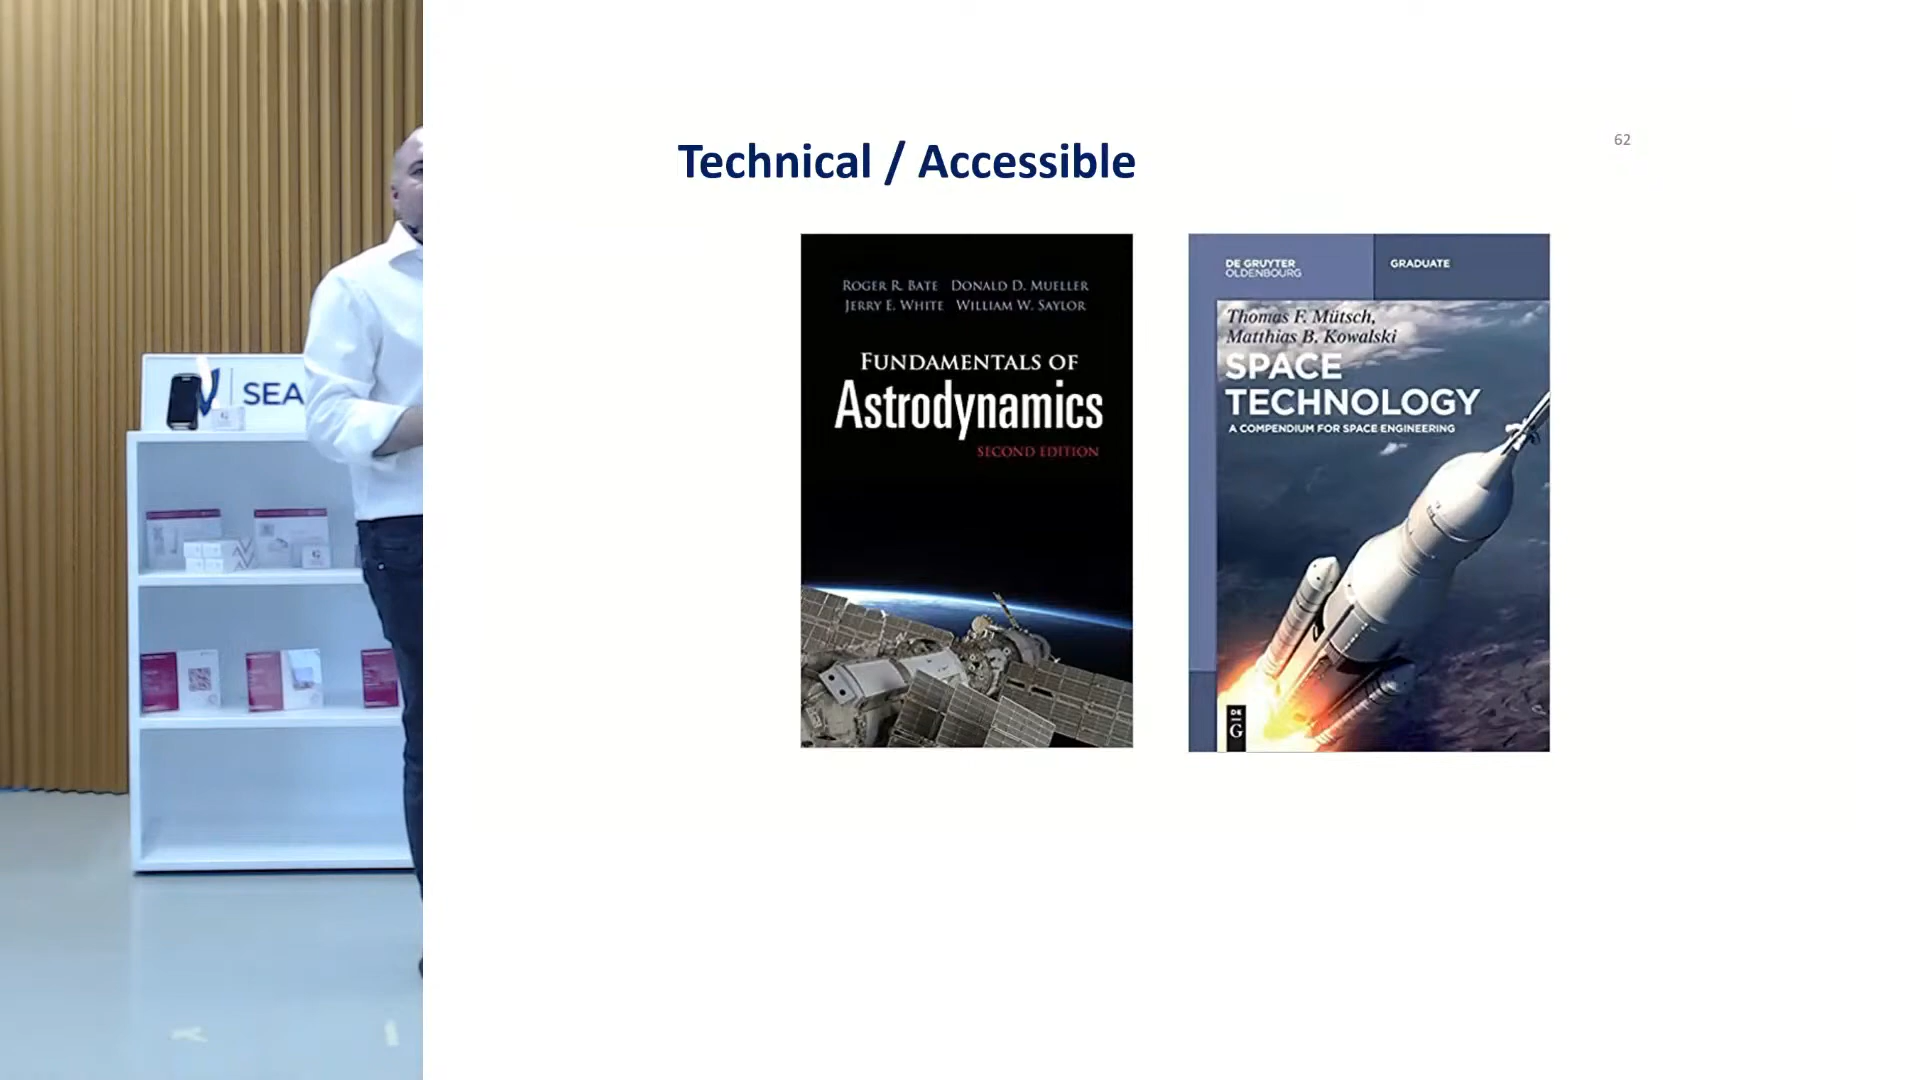 Technical / Accessible
62
ROGER R. BATE DONALD D. MUELLER
JERRY E. WHITE WILLIAM W. SAYLOR
FUNDAMENTALS OF
Astrodynamics
SECOND EDITION
DE GRUYTER
OLDENBOURG
GRADUATE
Thomas F. Mütsch,
Matthias B. Kowalski
SPACE
TECHNOLOGY
A COMPENDIUM FOR SPACE ENGINEERING
DE
G
SEA